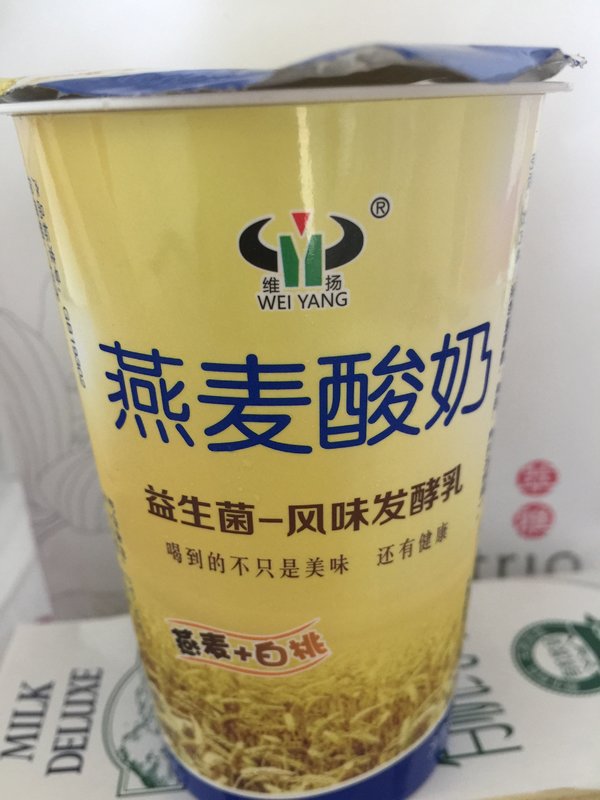 ®
维 扬
WEI YANG
燕麦酸奶
益生菌-风味发酵乳
喝到的不只是美味 还有健康
燕麦+白桃
MILK
DELUXE